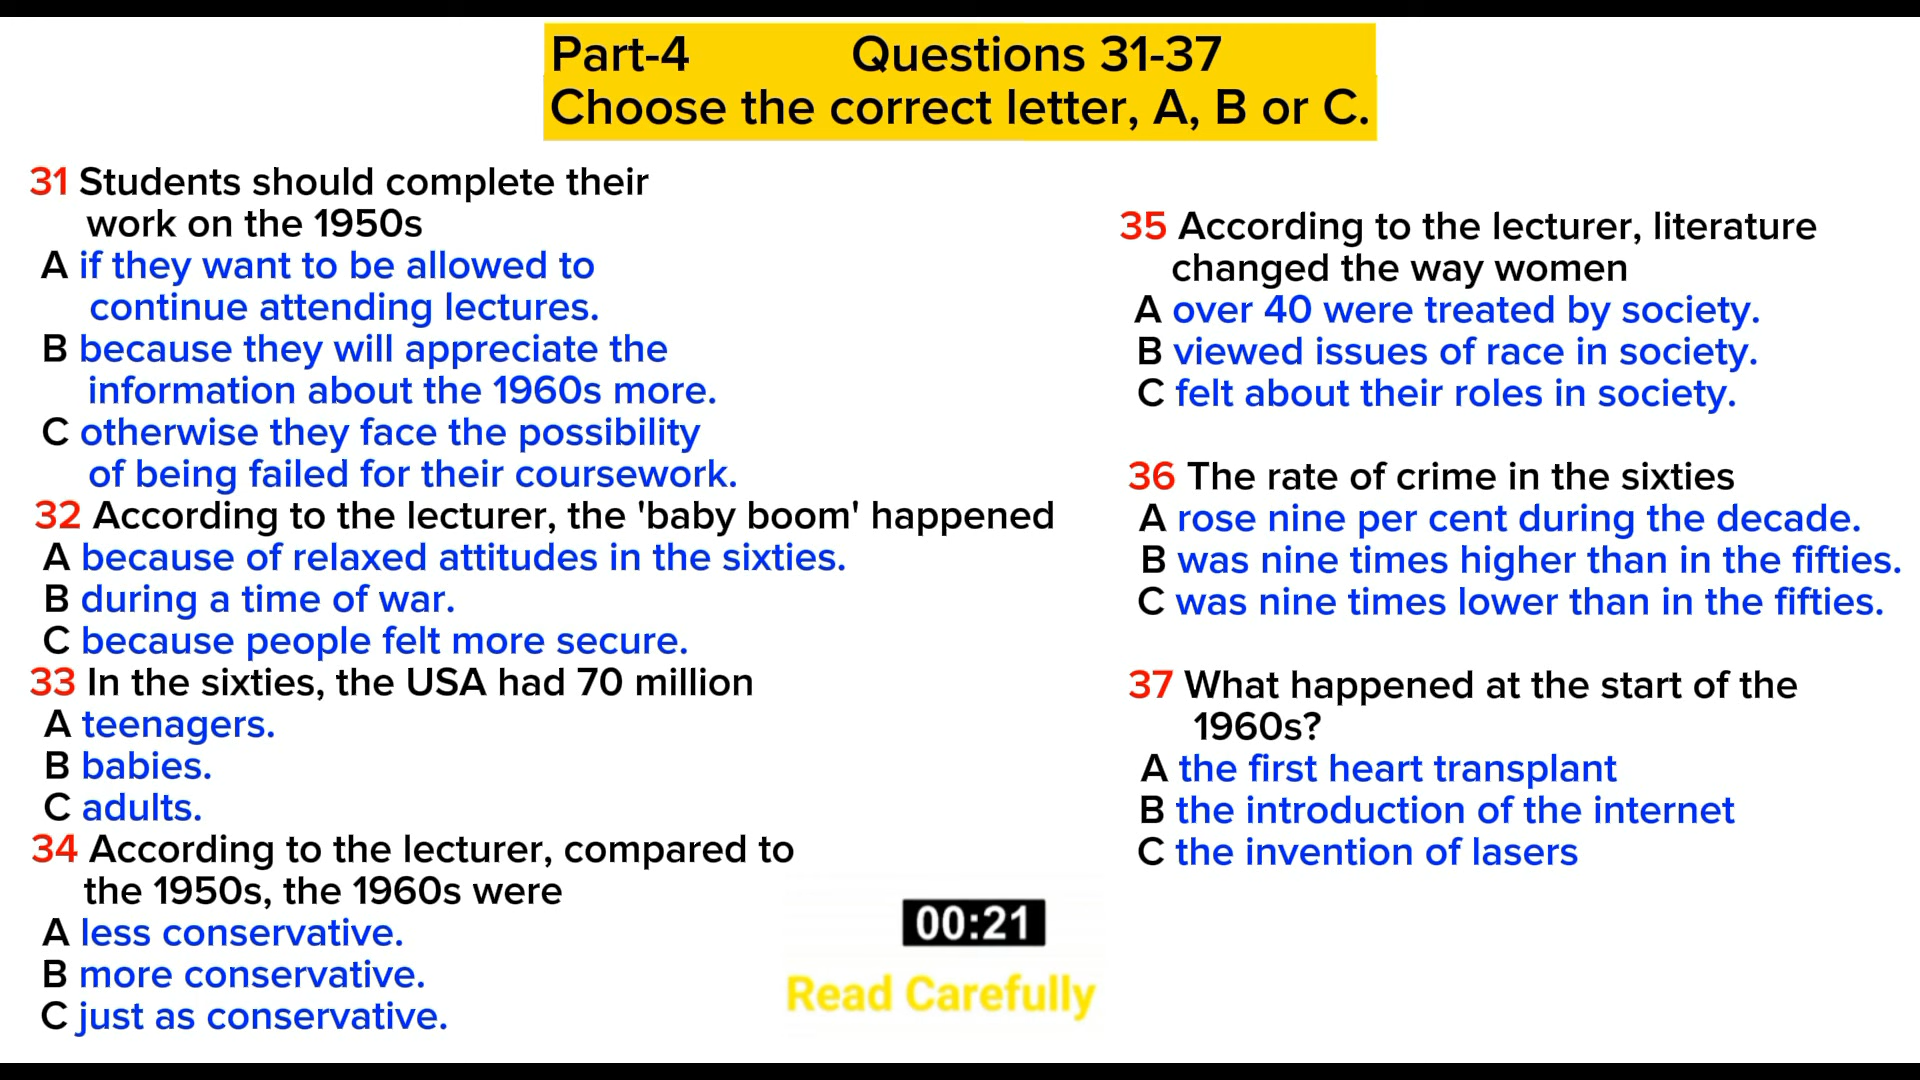 Part-4 Questions 31-37
Choose the correct letter, A, B or C.
31 Students should complete their
work on the 1950s
A if they want to be allowed to
continue attending lectures.
B because they will appreciate the
information about the 1960s more.
C otherwise they face the possibility
of being failed for their coursework.
32 According to the lecturer, the 'baby boom' happened
A because of relaxed attitudes in the sixties.
B during a time of war.
C because people felt more secure.
33 In the sixties, the USA had 70 million
A teenagers.
B babies.
C adults.
34 According to the lecturer, compared to
the 1950s, the 1960s were
A less conservative.
B more conservative.
C just as conservative.
35 According to the lecturer, literature
changed the way women
A over 40 were treated by society.
B viewed issues of race in society.
C felt about their roles in society.
36 The rate of crime in the sixties
A rose nine per cent during the decade.
B was nine times higher than in the fifties.
C was nine times lower than in the fifties.
37 What happened at the start of the
1960s?
A the first heart transplant
B the introduction of the internet
C the invention of lasers
00:21
Read Carefully